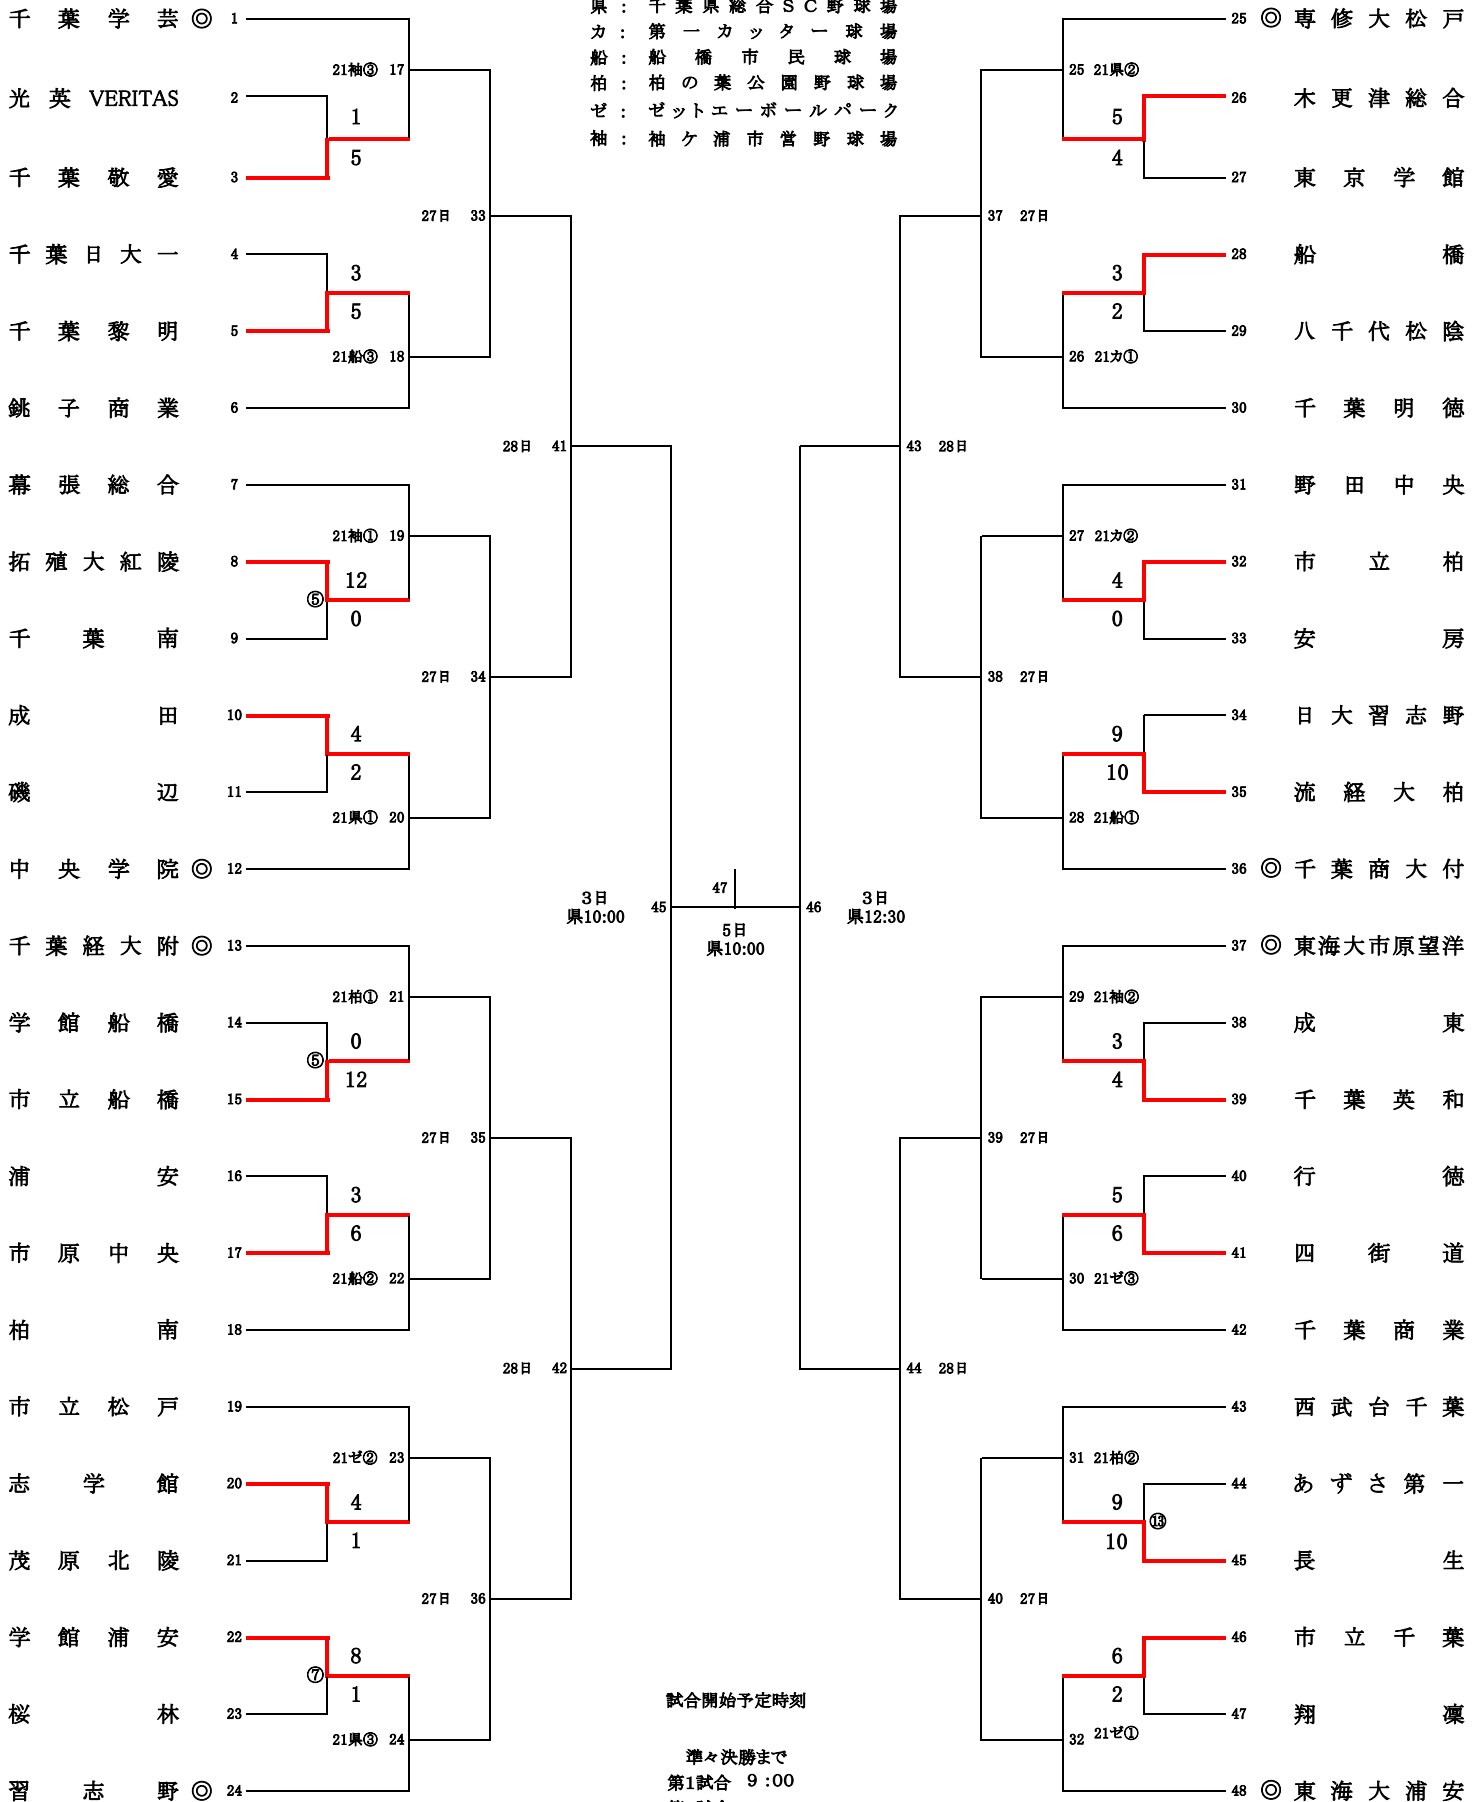 県 ： 千葉県総合ＳＣ野球場
カ ： 第一カッター球場
船 ： 船橋市民球場
柏 ： 柏の葉公園野球場
ゼ ： ゼットエーボールパーク
袖 ： 袖ケ浦市営野球場
千葉学芸 ◎ 1
21袖③ 17
光英VERITAS 2
1
5
千葉敬愛 3
27日 33
千葉日大一 4
3
5
千葉黎明 5
21船③ 18
銚子商業 6
28日 41
幕張総合 7
21袖① 19
拓殖大紅陵 8
12
⑤
0
千葉南 9
27日 34
成田 10
4
2
磯辺 11
21県① 20
中央学院 ◎ 12
3日
県10:00
45
千葉経大附 ◎ 13
21柏① 21
学館船橋 14
0
⑤
12
市立船橋 15
27日 35
浦安 16
3
6
市原中央 17
21船② 22
柏南 18
28日 42
市立松戸 19
21ゼ② 23
志学館 20
4
1
茂原北陵 21
27日 36
学館浦安 22
8
⑦
1
桜林 23
21県③ 24
習志野 ◎ 24
47
5日
県10:00
25 ◎ 専修大松戸
25 21県②
26 木更津総合
5
4
27 東京学館
37 27日
28 船橋
3
2
29 八千代松陰
26 21カ①
30 千葉明徳
43 28日
31 野田中央
27 21カ②
32 市立柏
4
0
33 安房
38 27日
34 日大習志野
9
10
35 流経大柏
28 21船①
36 ◎ 千葉商大付
46
3日
県12:30
37 ◎ 東海大市原望洋
29 21袖②
38 成東
3
4
39 千葉英和
39 27日
40 行徳
5
6
41 四街道
30 21ゼ③
42 千葉商業
44 28日
43 西武台千葉
31 21柏②
44 あずさ第一
9
⑬
10
45 長生
40 27日
46 市立千葉
6
2
47 翔凜
32 21ゼ①
48 ◎ 東海大浦安
試合開始予定時刻
準々決勝まで
第1試合 9：00